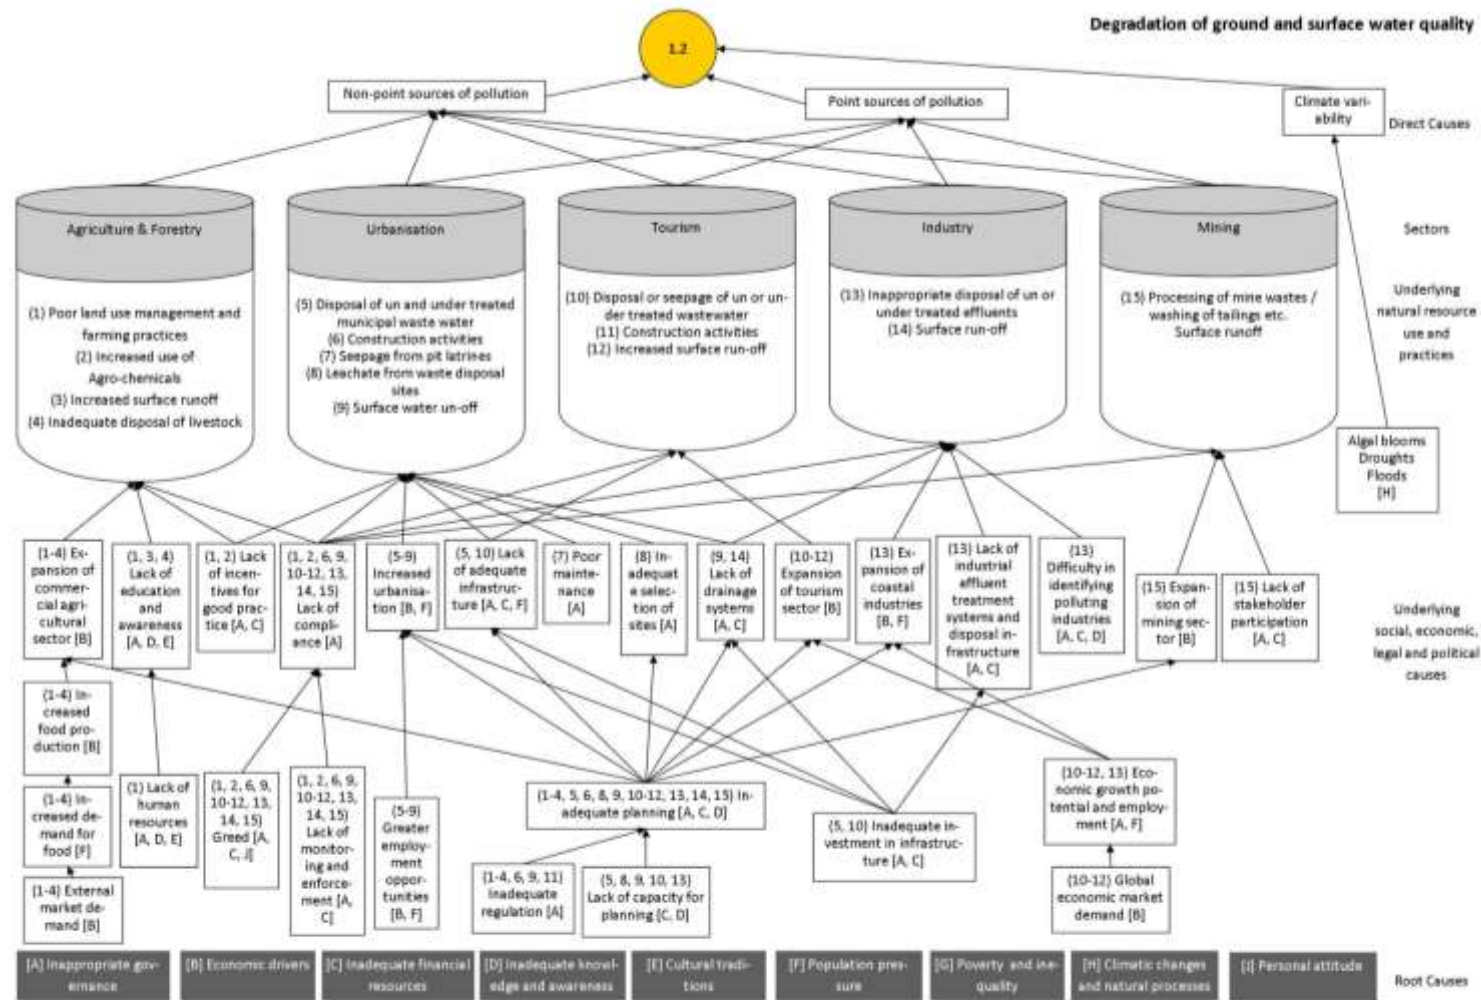 Degradation of ground and surface water quality
1.2
Non-point sources of pollution
Point sources of pollution
Climate vari-
ability
Direct Causes
Agriculture & Forestry
Urbanisation
Tourism
Industry
Mining
Sectors
(1) Poor land use management and
farming practices
(2) Increased use of
Agro-chemicals
(3) Increased surface runoff
(4) Inadequate disposal of livestock
(5) Disposal of un and under treated
municipal waste water
(6) Construction activities
(7) Seepage from pit latrines
(8) Leachate from waste disposal
sites
(9) Surface water un-off
(10) Disposal or seepage of un or un-
der treated wastewater
(11) Construction activities
(12) Increased surface run-off
(13) Inappropriate disposal of un or
under treated effluents
(14) Surface run-off
(15) Processing of mine wastes /
washing of tailings etc.
Surface runoff
Underlying
natural resource
use and
practices
Algal blooms
Droughts
Floods
[H]
(1-4) Ex-
pansion of
commer-
cial agri-
cultural
sector [B]
(1, 3, 4)
Lack of
education
and
awareness
[A, D, E]
(1, 2) Lack
of incen-
tives for
good prac-
tice [A, C]
(1, 2, 6, 9,
10-12, 13,
14, 15)
Lack of
compli-
ance [A]
(5-9)
Increased
urbanisa-
tion [B, F]
(5, 10) Lack
of adequate
infrastruc-
ture [A, C, F]
(7) Poor
mainte-
nance
[A]
(8) In-
adequat
e selec-
tion of
sites [A]
(9, 14)
Lack of
drainage
systems
[A, C]
(10-12)
Expansion
of tourism
sector [B]
(13) Ex-
pansion of
coastal
industries
[B, F]
(13) Lack of
industrial
effluent
treatment
systems and
disposal in-
frastructure
[A, C]
(13)
Difficulty in
identifying
polluting
industries
[A, C, D]
(15) Expan-
sion of
mining sec-
tor [B]
(15) Lack of
stakeholder
participation
[A, C]
Underlying
social, economic,
legal and political
causes
(1-4) In-
creased
food pro-
duction [B]
(1-4) In-
creased de-
mand for
food [F]
(1-4) External
market de-
mand [B]
(1) Lack of
human
resources
[A, D, E]
(1, 2, 6, 9,
10-12, 13,
14, 15)
Greed [A,
C, J]
(1, 2, 6, 9,
10-12, 13,
14, 15)
Lack of
monitor-
ing and
enforce-
ment [A,
C]
(5-9)
Greater
employ-
ment
oppor-
tunities
[B, F]
(1-4, 5, 6, 8, 9, 10-12, 13, 14, 15) In-
adequate planning [A, C, D]
(1-4, 6, 9, 11)
Inadequate
regulation [A]
(5, 8, 9, 10, 13)
Lack of capacity for
planning [C, D]
(5, 10) Inadequate in-
vestment in infrastruc-
ture [A, C]
(10-12, 13) Eco-
nomic growth po-
tential and employ-
ment [A, F]
(10-12) Global
economic market
demand [B]
[A] Inappropriate gov-
ernance
[B] Economic drivers
[C] Inadequate financial
resources
[D] Inadequate knowl-
edge and awareness
[E] Cultural tradi-
tions
[F] Population pres-
sure
[G] Poverty and ine-
quality
[H] Climatic changes
and natural processes
[J] Personal attitude
Root Causes